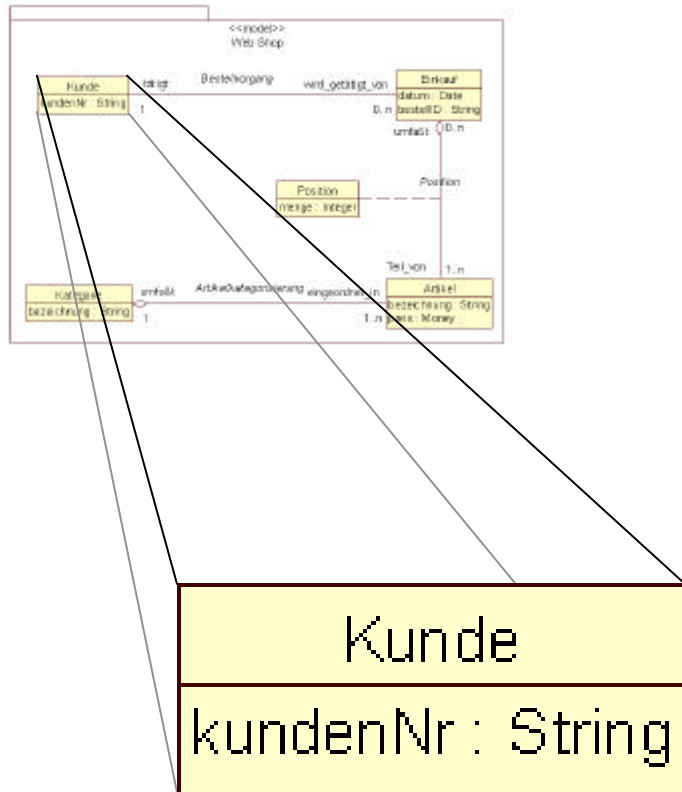 <<model>>
Web Shop
Kunde
kundenNr : String
tätigt
Bestellvorgang
wird_getätigt_von
1
0..n
Einkauf
datum : Date
bestellID : String
umfaßt
0..n
Position
Position
menge : Integer
Teil_von
1..n
Kategorie
bezeichnung : String
umfaßt
Artikelkategorisierung
eingeordnet_in
1
1..n
Artikel
bezeichnung : String
preis : Money
Kunde
kundenNr : String